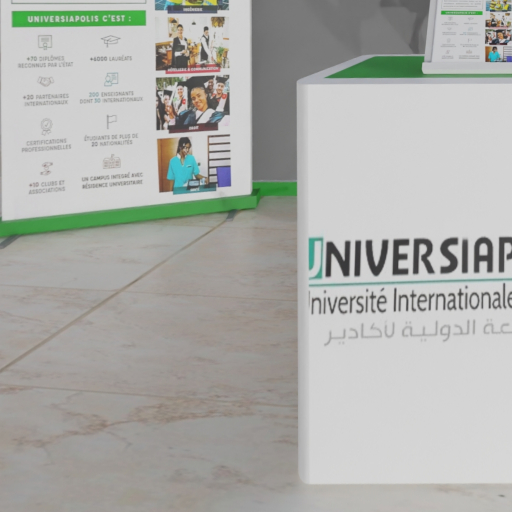 UNIVERSIAPOLIS C'EST :
+70 DIPLÔMES
RECONNUS PAR L'ÉTAT
+6000 LAURÉATS
+20 PARTENAIRES
INTERNATIONAUX
200 ENSEIGNANTS
DONT 30 INTERNATIONAUX
CERTIFICATIONS
PROFESSIONNELLES
ÉTUDIANTS DE PLUS DE
20 NATIONALITÉS
+10 CLUBS ET
ASSOCIATIONS
UN CAMPUS INTÉGRÉ AVEC
RÉSIDENCE UNIVERSITAIRE
UNIVERSIAP
Université Internationale
عة الدولية لأكادير